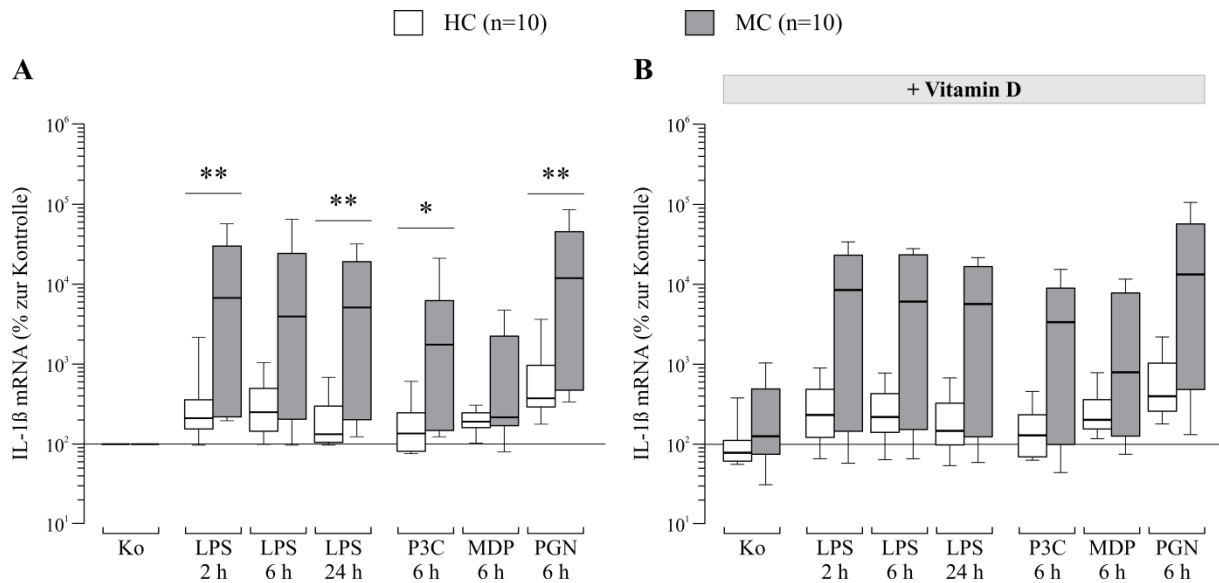 HC (n=10) MC (n=10)
A
** ** * **
IL-1ß mRNA (% zur Kontrolle)
10⁶
10⁵
10⁴
10³
10²
10¹
Ko LPS LPS LPS P3C MDP PGN
2 h 6 h 24 h 6 h 6 h 6 h
B
+ Vitamin D
IL-1ß mRNA (% zur Kontrolle)
10⁶
10⁵
10⁴
10³
10²
10¹
Ko LPS LPS LPS P3C MDP PGN
2 h 6 h 24 h 6 h 6 h 6 h